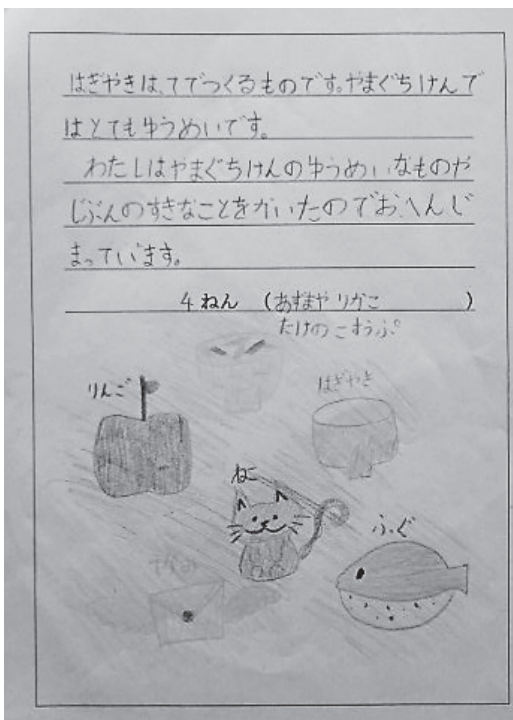 はぎやきは、てでつくるものです。やまぐちけんで
はとてもゆうめいです。
わたしはやまぐちけんのゆうめいなものや
じぶんのすきなことをかいたのでおへんじ
まっています。
4ねん (あずまや りかこ )
たけのこすうぷ
りんご
はぎやき
ねこ
ふぐ
てがみ